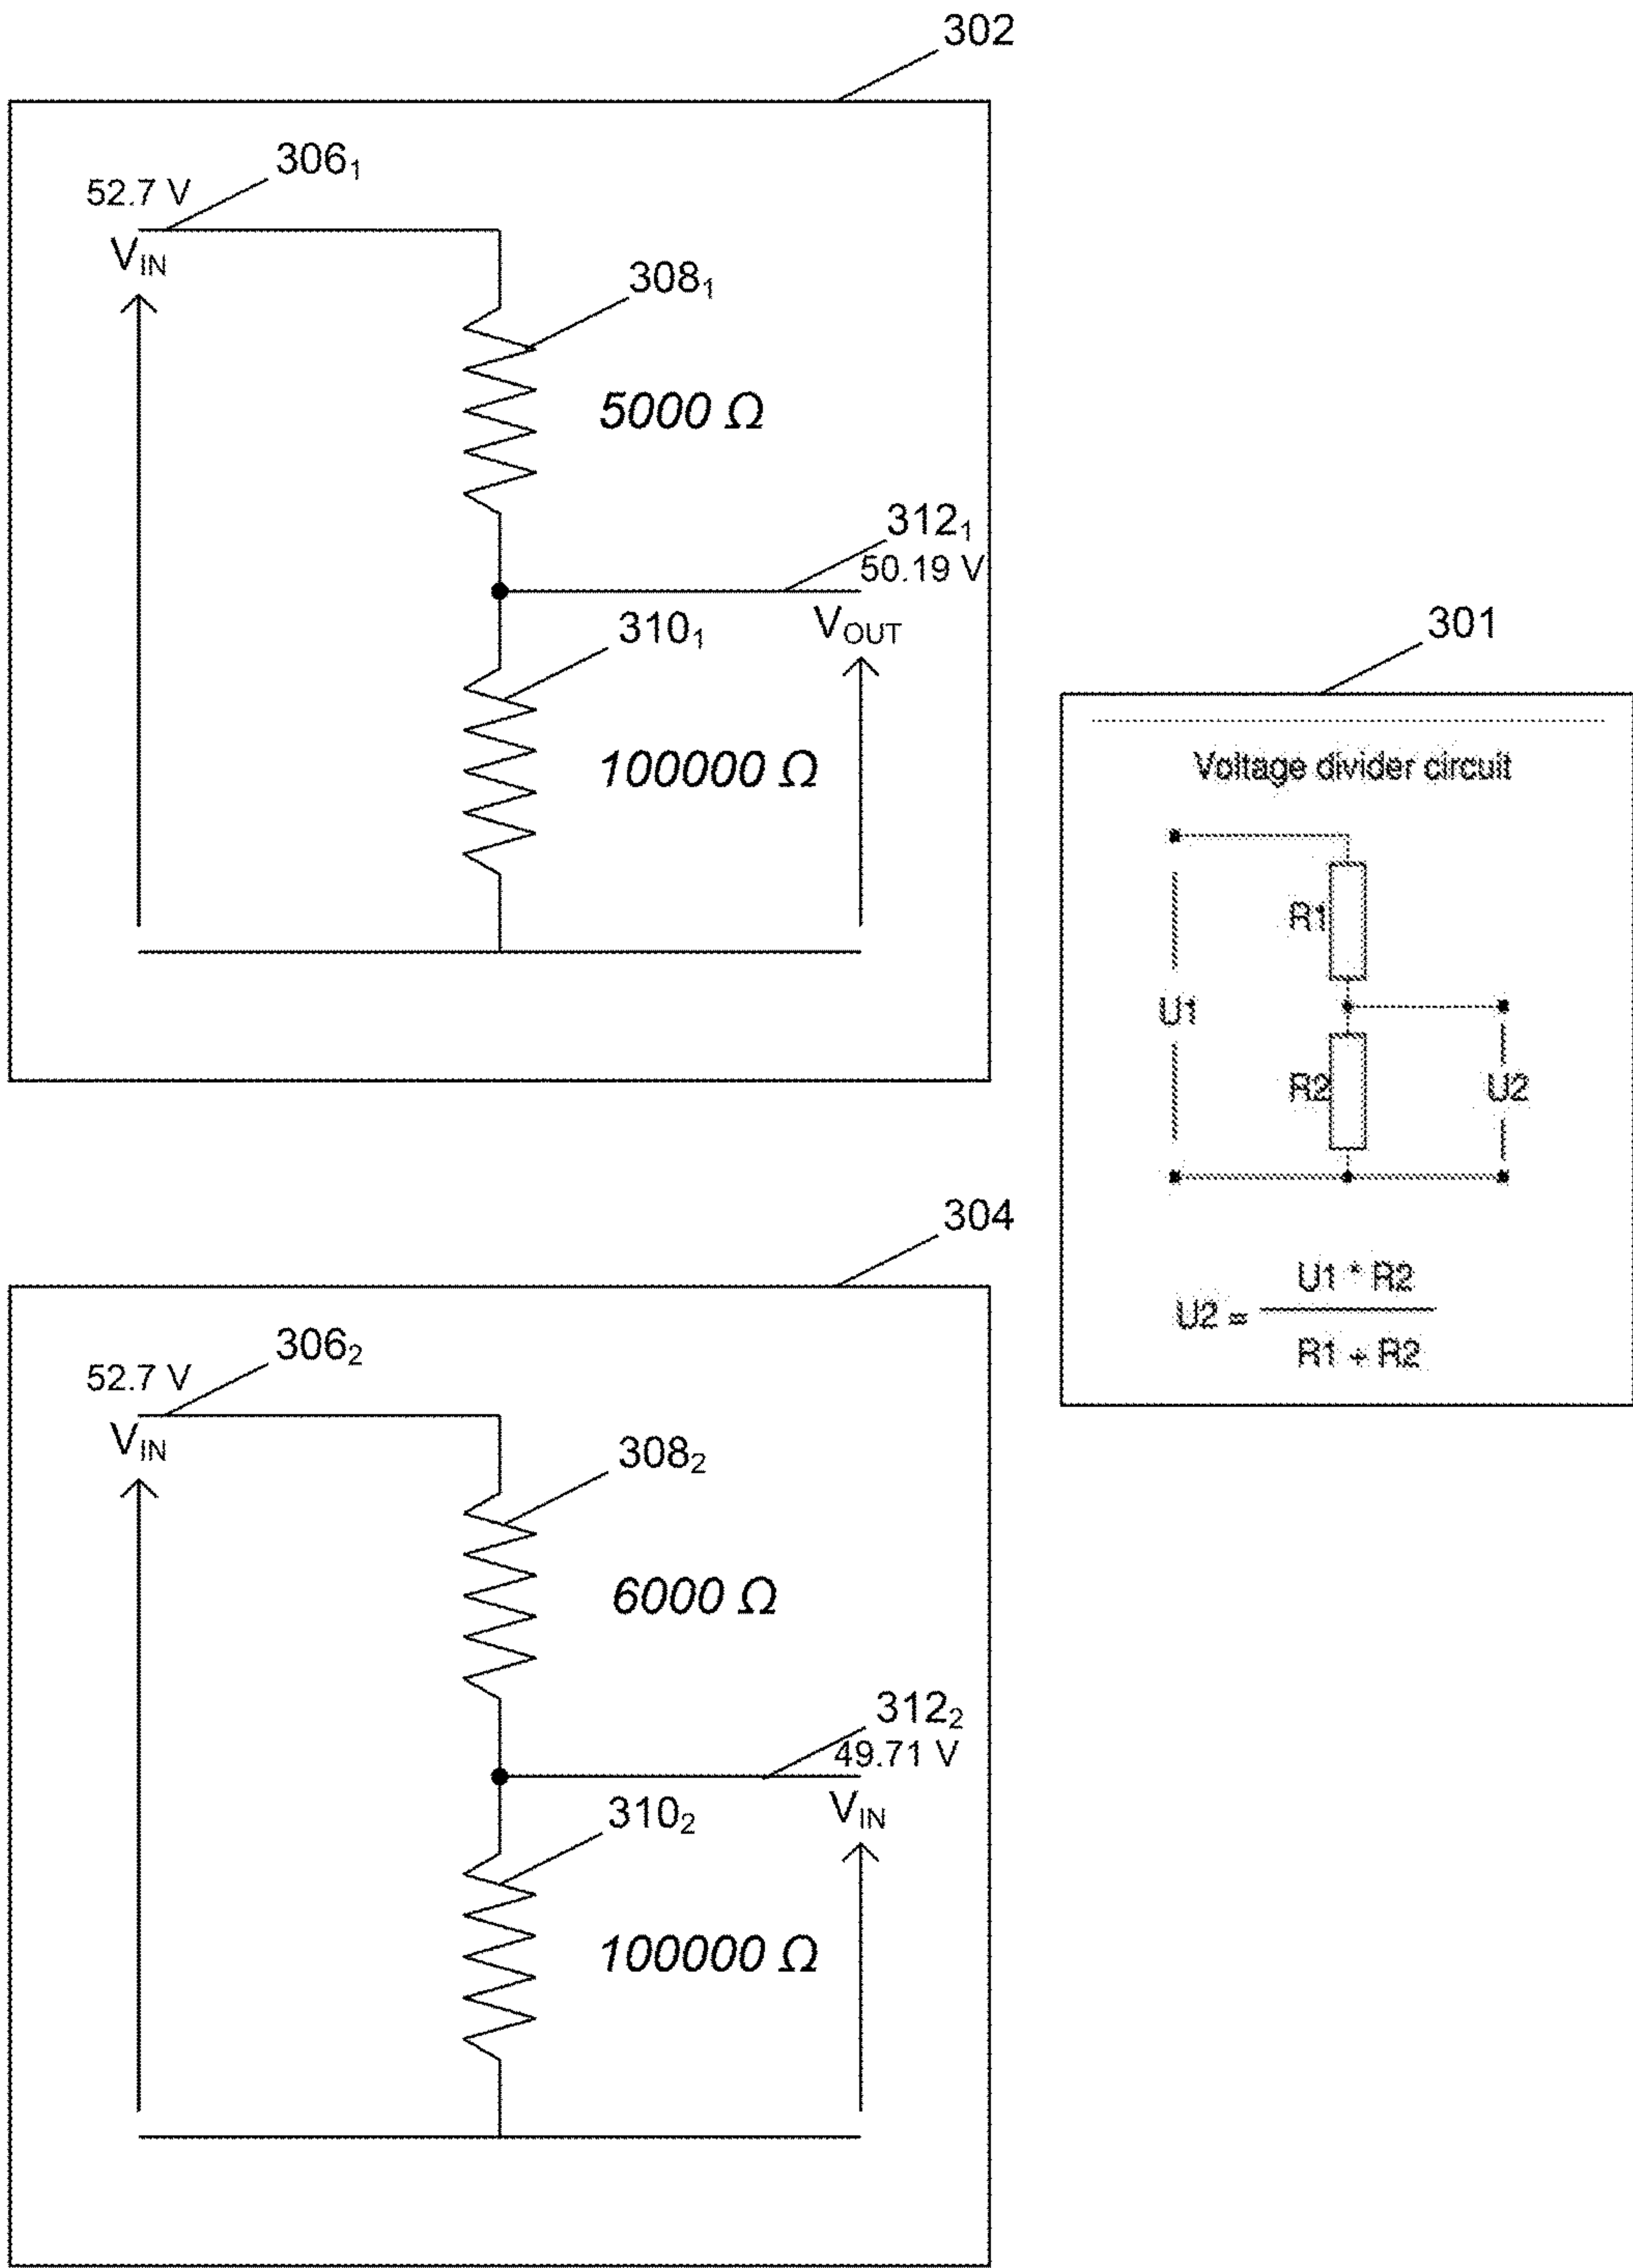 302
306₁
52.7 V
V_IN
308₁
5000 Ω
312₁
50.19 V
310₁
V_OUT
100000 Ω
301
Voltage divider circuit
R1
U1
R2
U2
U2 = U1 * R2
R1 + R2
304
306₂
52.7 V
V_IN
308₂
6000 Ω
312₂
49.71 V
310₂
V_IN
100000 Ω